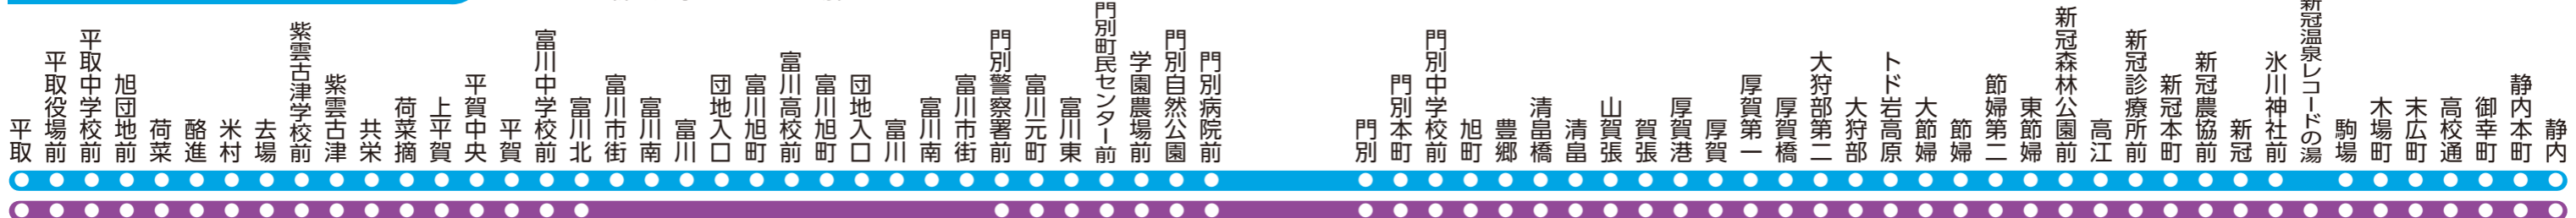 平取
平取役場前
平取中学校前
旭団地前
荷菜
酪進
米村
去場
紫雲古津学校前
紫雲古津
共栄
荷菜摘
上平賀
平賀中央
平賀
富川中学校前
富川北
富川市街
富川南
富川
団地入口
富川旭町
富川高校前
富川旭町
団地入口
富川
富川南
富川市街
門別警察署前
富川元町
富川東
門別町民センター前
学園農場前
門別自然公園
門別病院前
門別
門別本町
門別中学校前
旭町
豊郷
清畠橋
清畠
山賀張
賀張
厚賀港
厚賀
厚賀第一
厚賀橋
大狩部第二
大狩部
トド岩高原
大節婦
節婦
節婦第二
東節婦
新冠森林公園前
高江
新冠診療所前
新冠本町
新冠農協前
新冠
氷川神社前
新冠温泉レコードの湯
駒場
木場町
末広町
高校通
御幸町
静内本町
静内